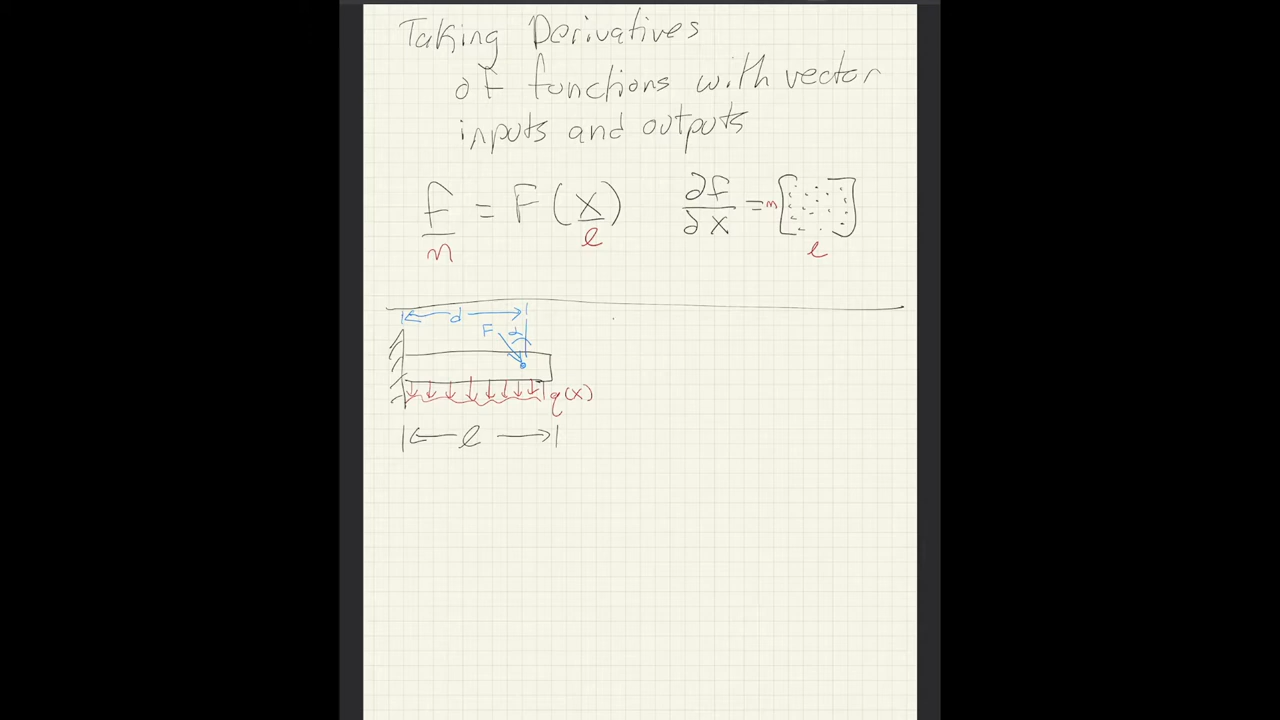 Taking Derivatives
of functions with vector
inputs and outputs
f = F(x) ∂f/∂x = m[ ]
m l l
d
F α
q(x)
l